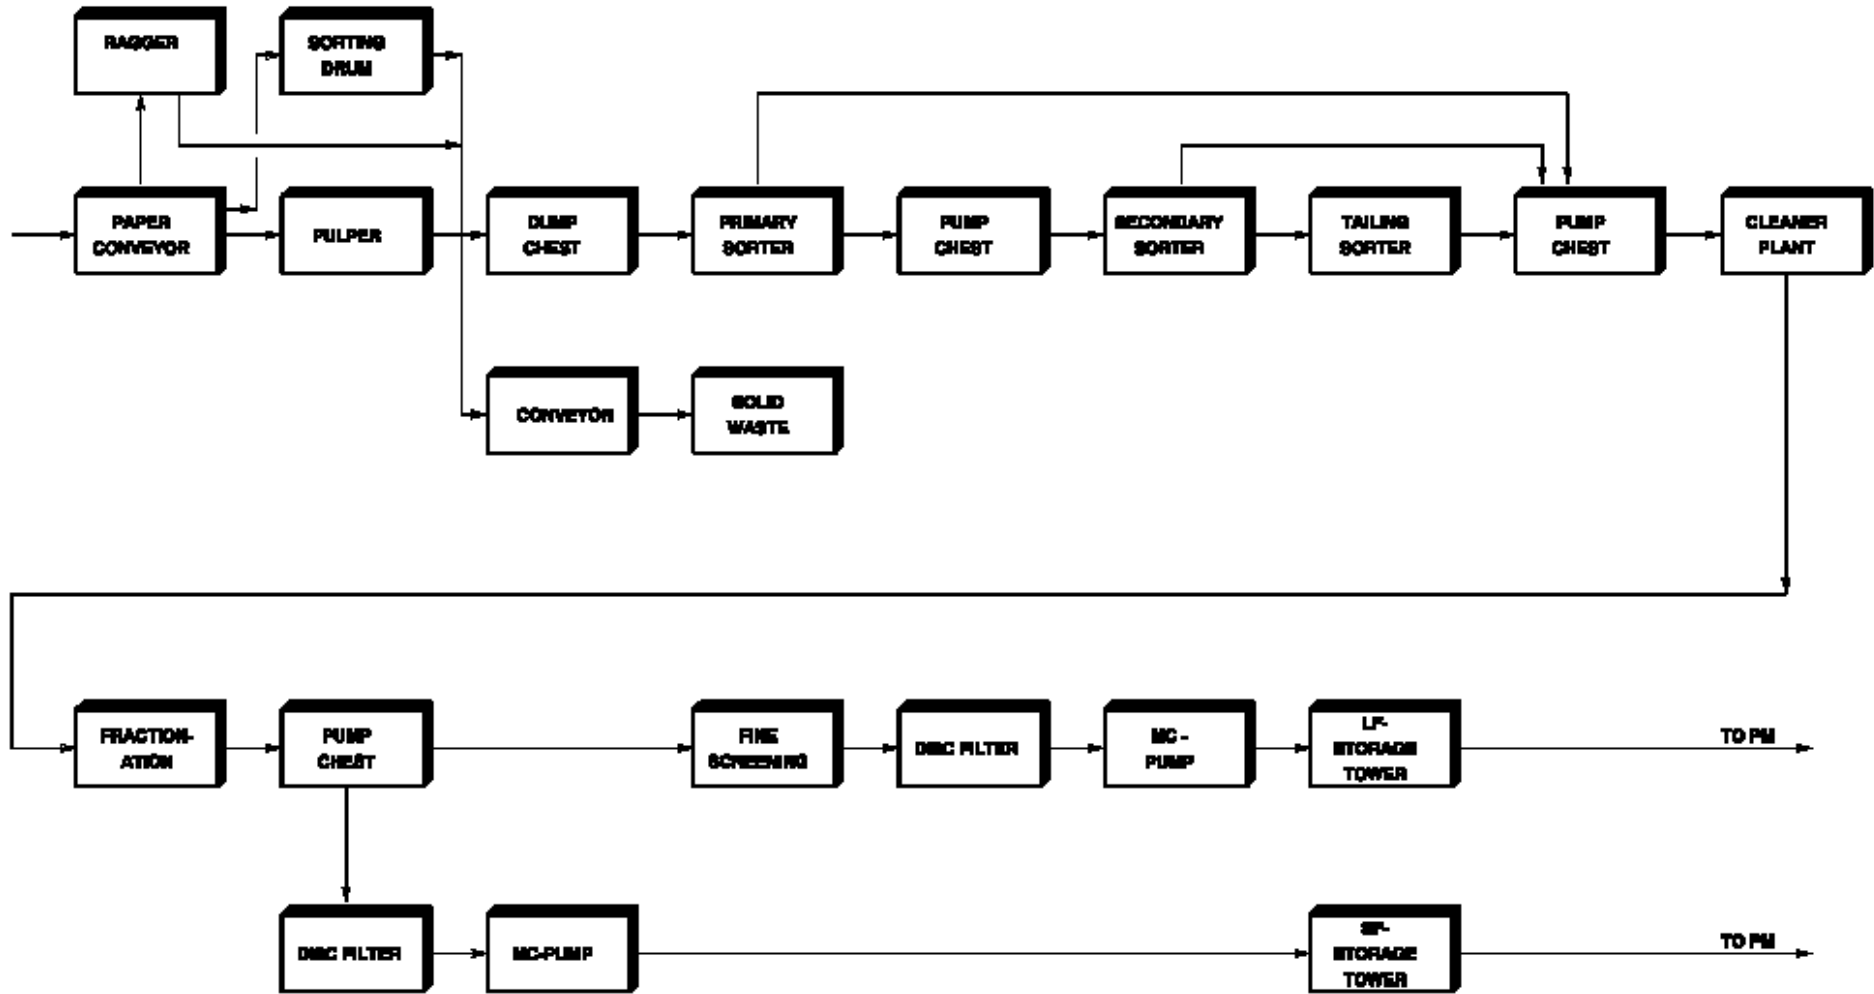 RAGGER
SORTING
DRUM
PAPER
CONVEYOR
PULPER
DUMP
CHEST
PRIMARY
SORTER
PUMP
CHEST
SECONDARY
SORTER
TAILING
SORTER
PUMP
CHEST
CLEANER
PLANT
CONVEYOR
SOLID
WASTE
FRACTION-
ATION
PUMP
CHEST
FINE
SCREENING
DISC FILTER
MC -
PUMP
LF-
STORAGE
TOWER
TO PM
DISC FILTER
MC-PUMP
SF-
STORAGE
TOWER
TO PM